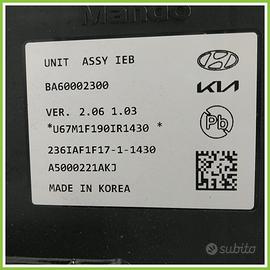 Mando
UNIT ASSY IEB
BA60002300
KIA
VER. 2.06 1.03
*U67M1F190IR1430 *
Pb
236IAF1F17-1-1430
A5000221AKJ
MADE IN KOREA
subito